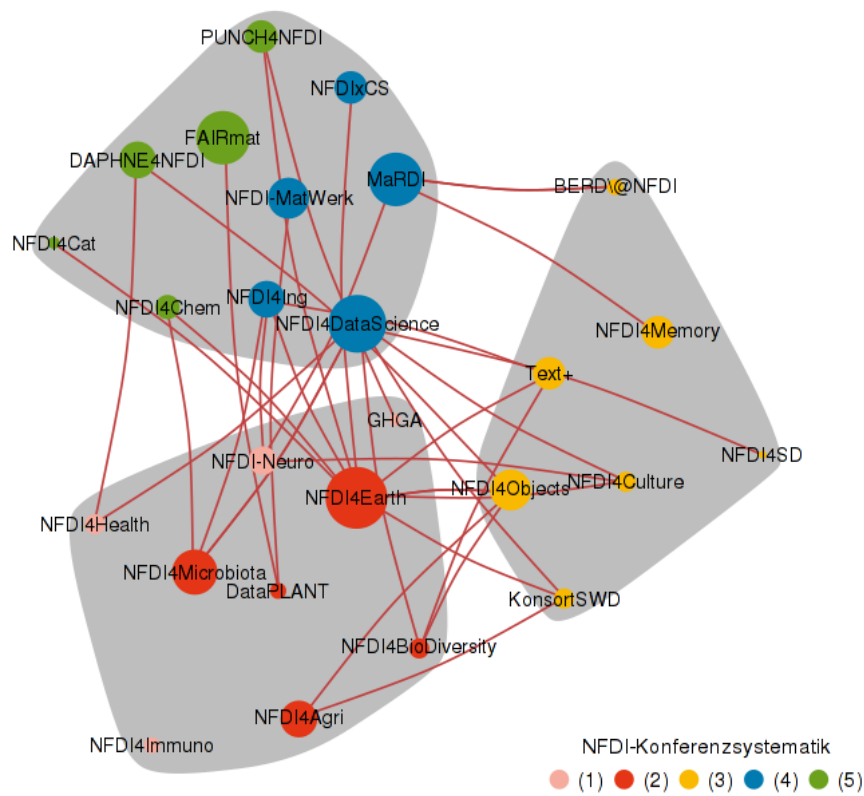 PUNCH4NFDI
NFDIxCS
FAIRmat
DAPHNE4NFDI
MaRDI
BERD\@NFDI
NFDI-MatWerk
NFDI4Cat
NFDI4Ing
NFDI4Chem
NFDI4DataScience
NFDI4Memory
Text+
GHGA
NFDI4SD
NFDI-Neuro
NFDI4Culture
NFDI4Objects
NFDI4Earth
NFDI4Health
NFDI4Microbiota
DataPLANT
KonsortSWD
NFDI4BioDiversity
NFDI4Agri
NFDI4Immuno
NFDI-Konferenzsystematik
(1) (2) (3) (4) (5)